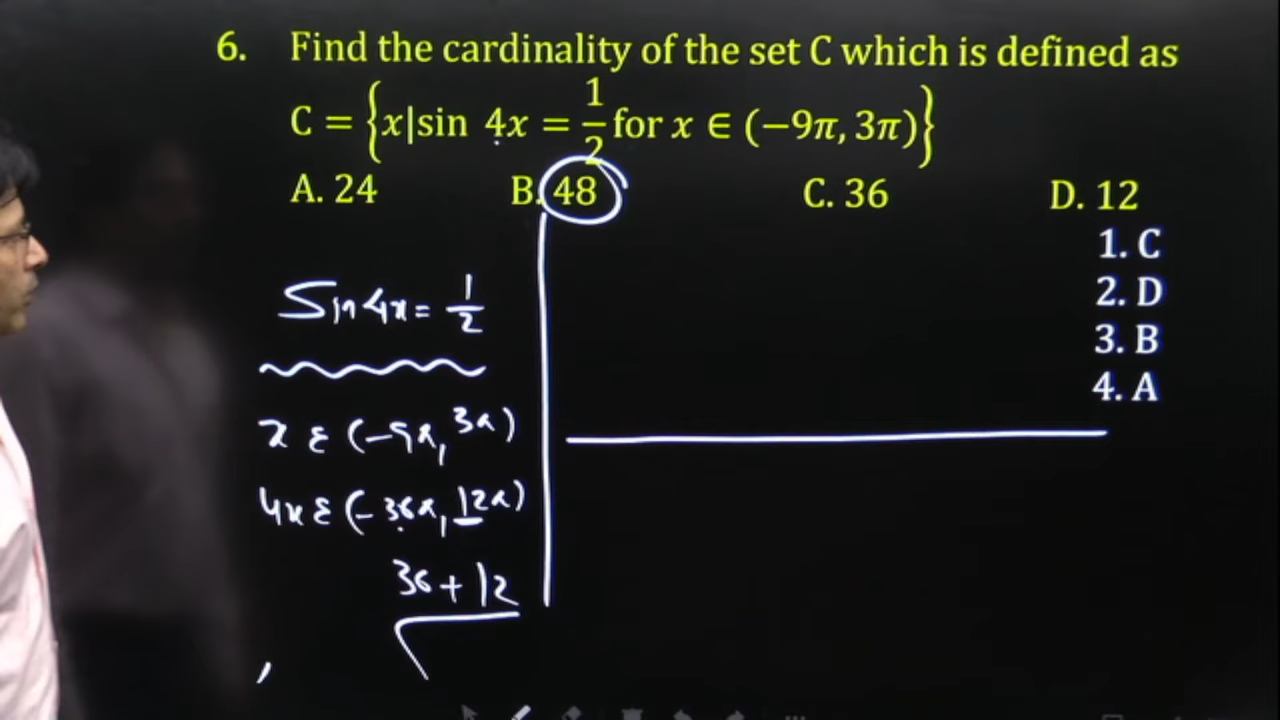 6. Find the cardinality of the set C which is defined as
C = {x|sin 4x = 1/2 for x ∈ (−9π, 3π)}
A. 24 B. 48 C. 36 D. 12
1. C
2. D
3. B
4. A
Sin 4x = 1/2
x ε (-9π, 3π)
4x ε (-36π, 12π)
36 + 12